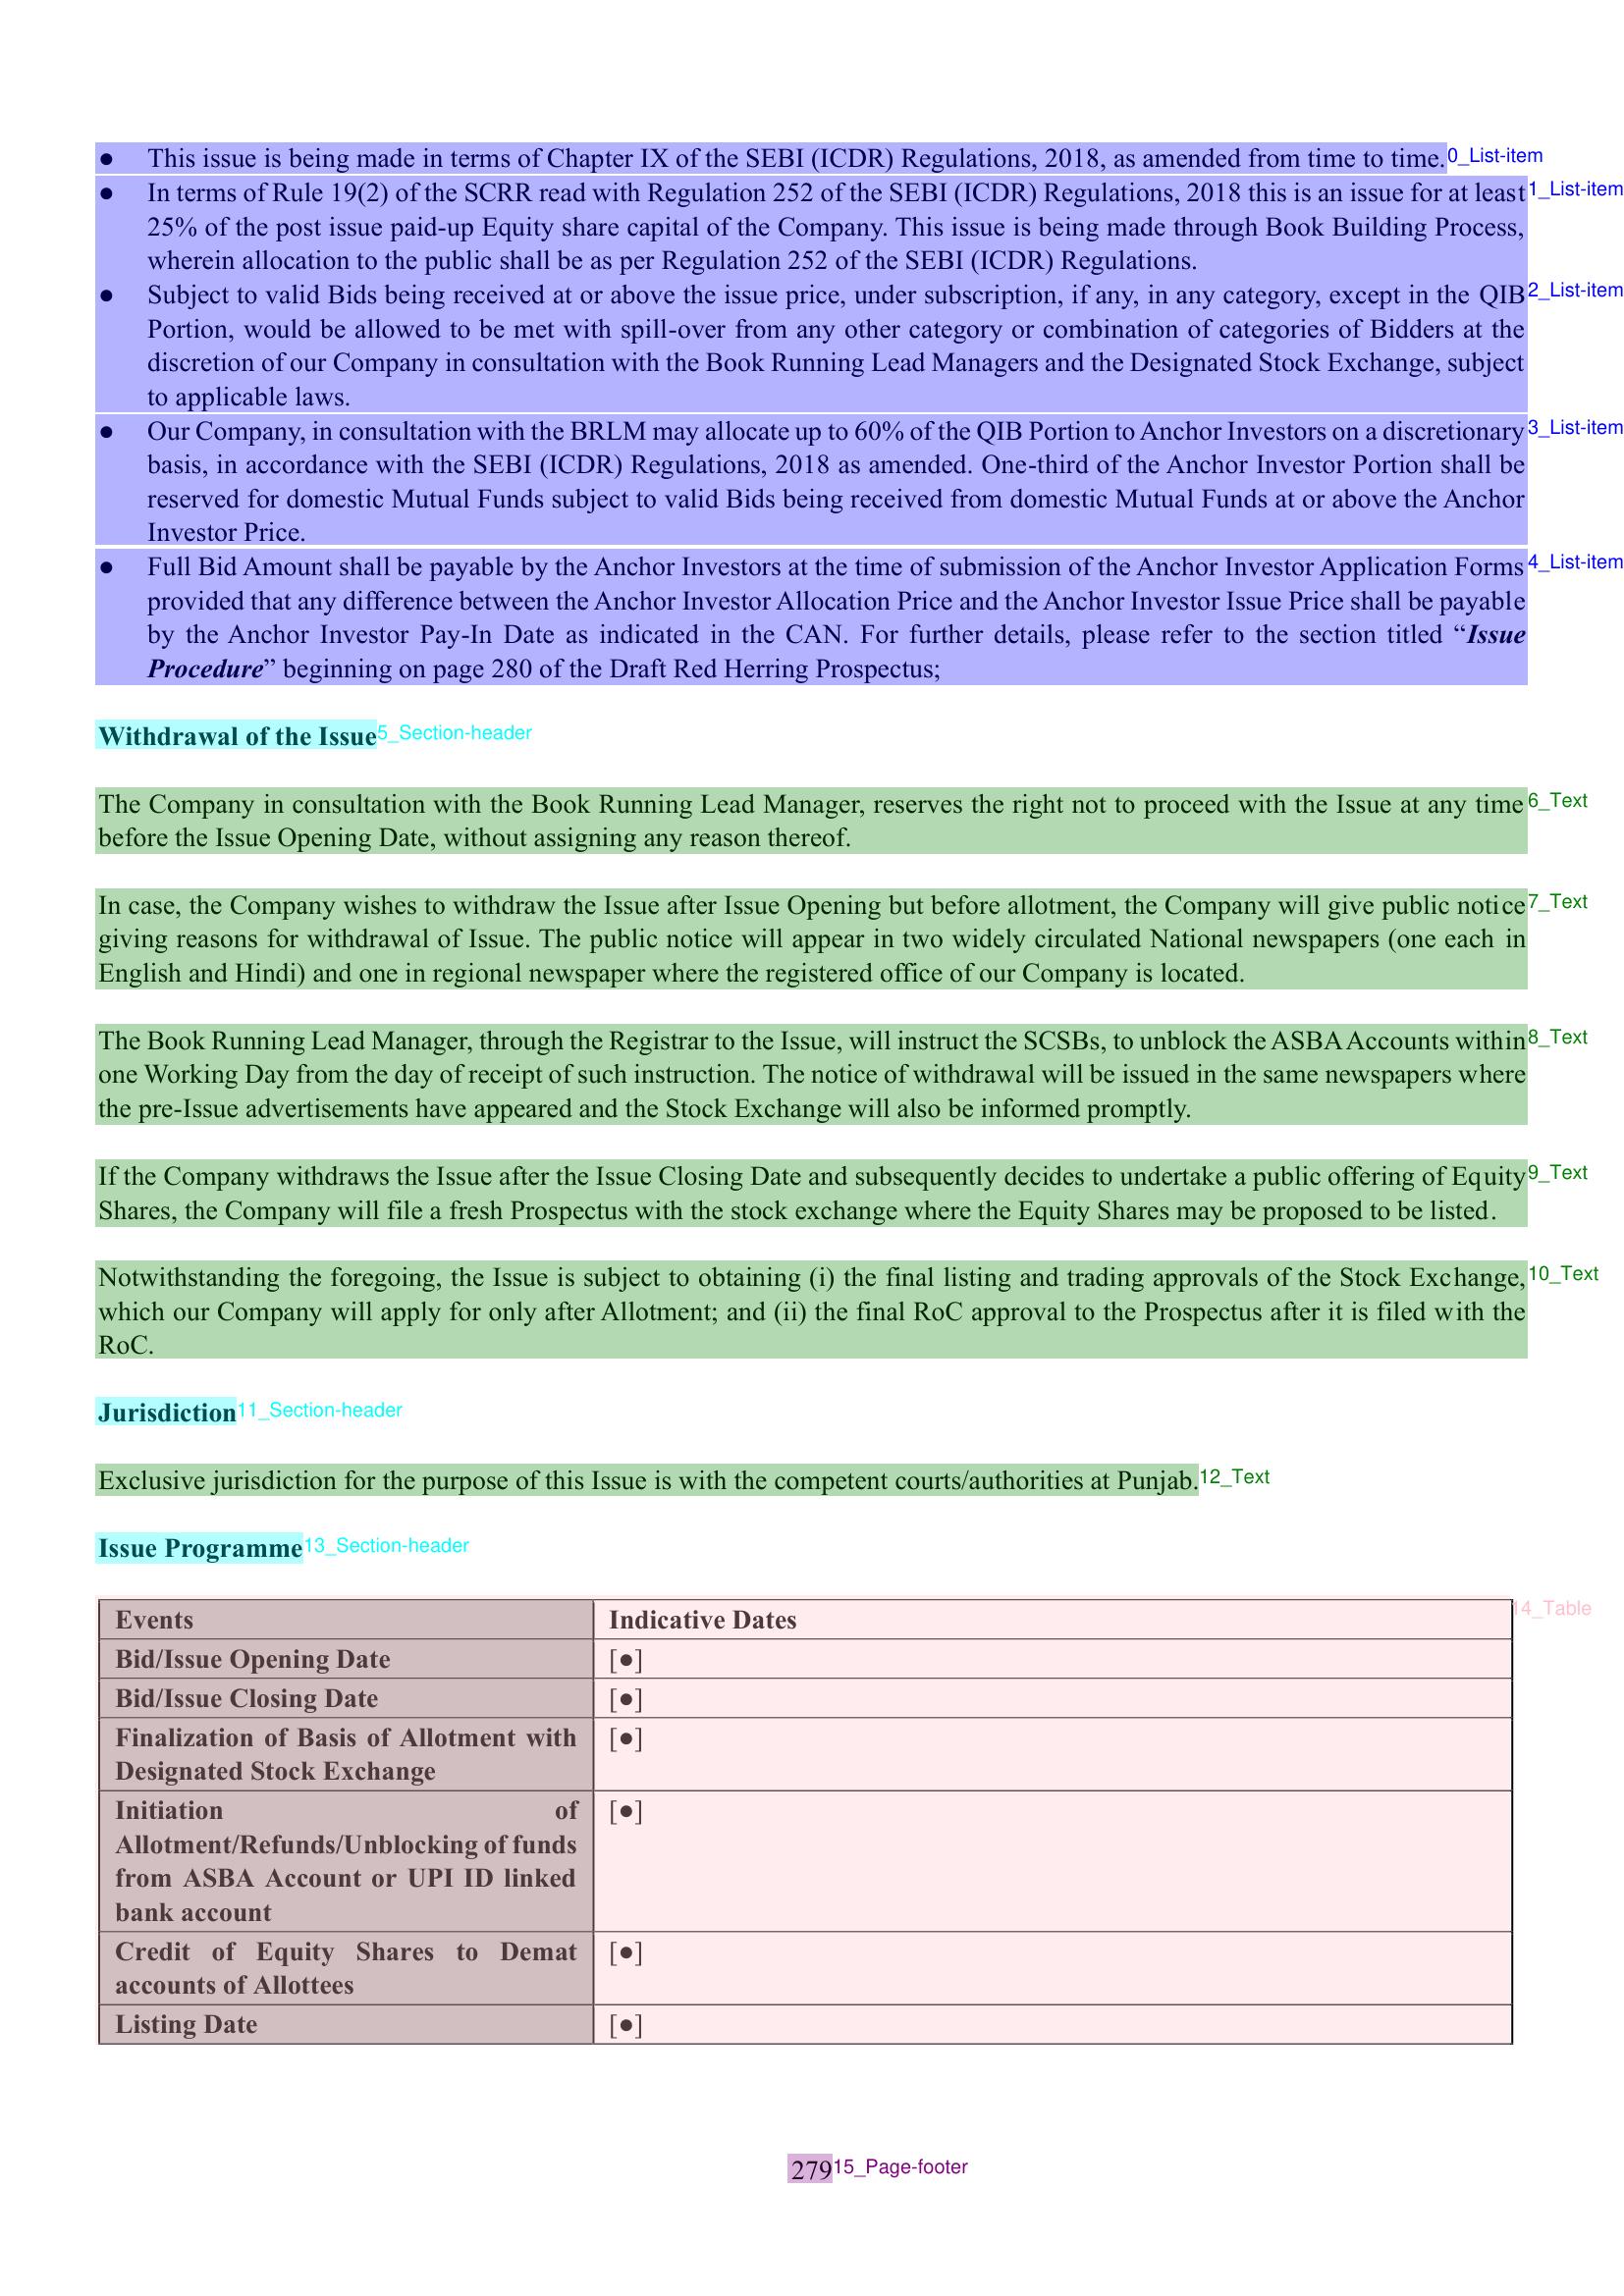 ● This issue is being made in terms of Chapter IX of the SEBI (ICDR) Regulations, 2018, as amended from time to time. 0_List-item
● In terms of Rule 19(2) of the SCRR read with Regulation 252 of the SEBI (ICDR) Regulations, 2018 this is an issue for at least 1_List-item
25% of the post issue paid-up Equity share capital of the Company. This issue is being made through Book Building Process,
wherein allocation to the public shall be as per Regulation 252 of the SEBI (ICDR) Regulations.
● Subject to valid Bids being received at or above the issue price, under subscription, if any, in any category, except in the QIB 2_List-item
Portion, would be allowed to be met with spill-over from any other category or combination of categories of Bidders at the
discretion of our Company in consultation with the Book Running Lead Managers and the Designated Stock Exchange, subject
to applicable laws.
● Our Company, in consultation with the BRLM may allocate up to 60% of the QIB Portion to Anchor Investors on a discretionary 3_List-item
basis, in accordance with the SEBI (ICDR) Regulations, 2018 as amended. One-third of the Anchor Investor Portion shall be
reserved for domestic Mutual Funds subject to valid Bids being received from domestic Mutual Funds at or above the Anchor
Investor Price.
● Full Bid Amount shall be payable by the Anchor Investors at the time of submission of the Anchor Investor Application Forms 4_List-item
provided that any difference between the Anchor Investor Allocation Price and the Anchor Investor Issue Price shall be payable
by the Anchor Investor Pay-In Date as indicated in the CAN. For further details, please refer to the section titled “Issue
Procedure” beginning on page 280 of the Draft Red Herring Prospectus;
Withdrawal of the Issue 5_Section-header
The Company in consultation with the Book Running Lead Manager, reserves the right not to proceed with the Issue at any time 6_Text
before the Issue Opening Date, without assigning any reason thereof.
In case, the Company wishes to withdraw the Issue after Issue Opening but before allotment, the Company will give public notice 7_Text
giving reasons for withdrawal of Issue. The public notice will appear in two widely circulated National newspapers (one each in
English and Hindi) and one in regional newspaper where the registered office of our Company is located.
The Book Running Lead Manager, through the Registrar to the Issue, will instruct the SCSBs, to unblock the ASBA Accounts within 8_Text
one Working Day from the day of receipt of such instruction. The notice of withdrawal will be issued in the same newspapers where
the pre-Issue advertisements have appeared and the Stock Exchange will also be informed promptly.
If the Company withdraws the Issue after the Issue Closing Date and subsequently decides to undertake a public offering of Equity 9_Text
Shares, the Company will file a fresh Prospectus with the stock exchange where the Equity Shares may be proposed to be listed.
Notwithstanding the foregoing, the Issue is subject to obtaining (i) the final listing and trading approvals of the Stock Exchange, 10_Text
which our Company will apply for only after Allotment; and (ii) the final RoC approval to the Prospectus after it is filed with the
RoC.
Jurisdiction 11_Section-header
Exclusive jurisdiction for the purpose of this Issue is with the competent courts/authorities at Punjab. 12_Text
Issue Programme 13_Section-header
Events Indicative Dates 14_Table
Bid/Issue Opening Date [●]
Bid/Issue Closing Date [●]
Finalization of Basis of Allotment with [●]
Designated Stock Exchange
Initiation of [●]
Allotment/Refunds/Unblocking of funds
from ASBA Account or UPI ID linked
bank account
Credit of Equity Shares to Demat [●]
accounts of Allottees
Listing Date [●]
279 15_Page-footer